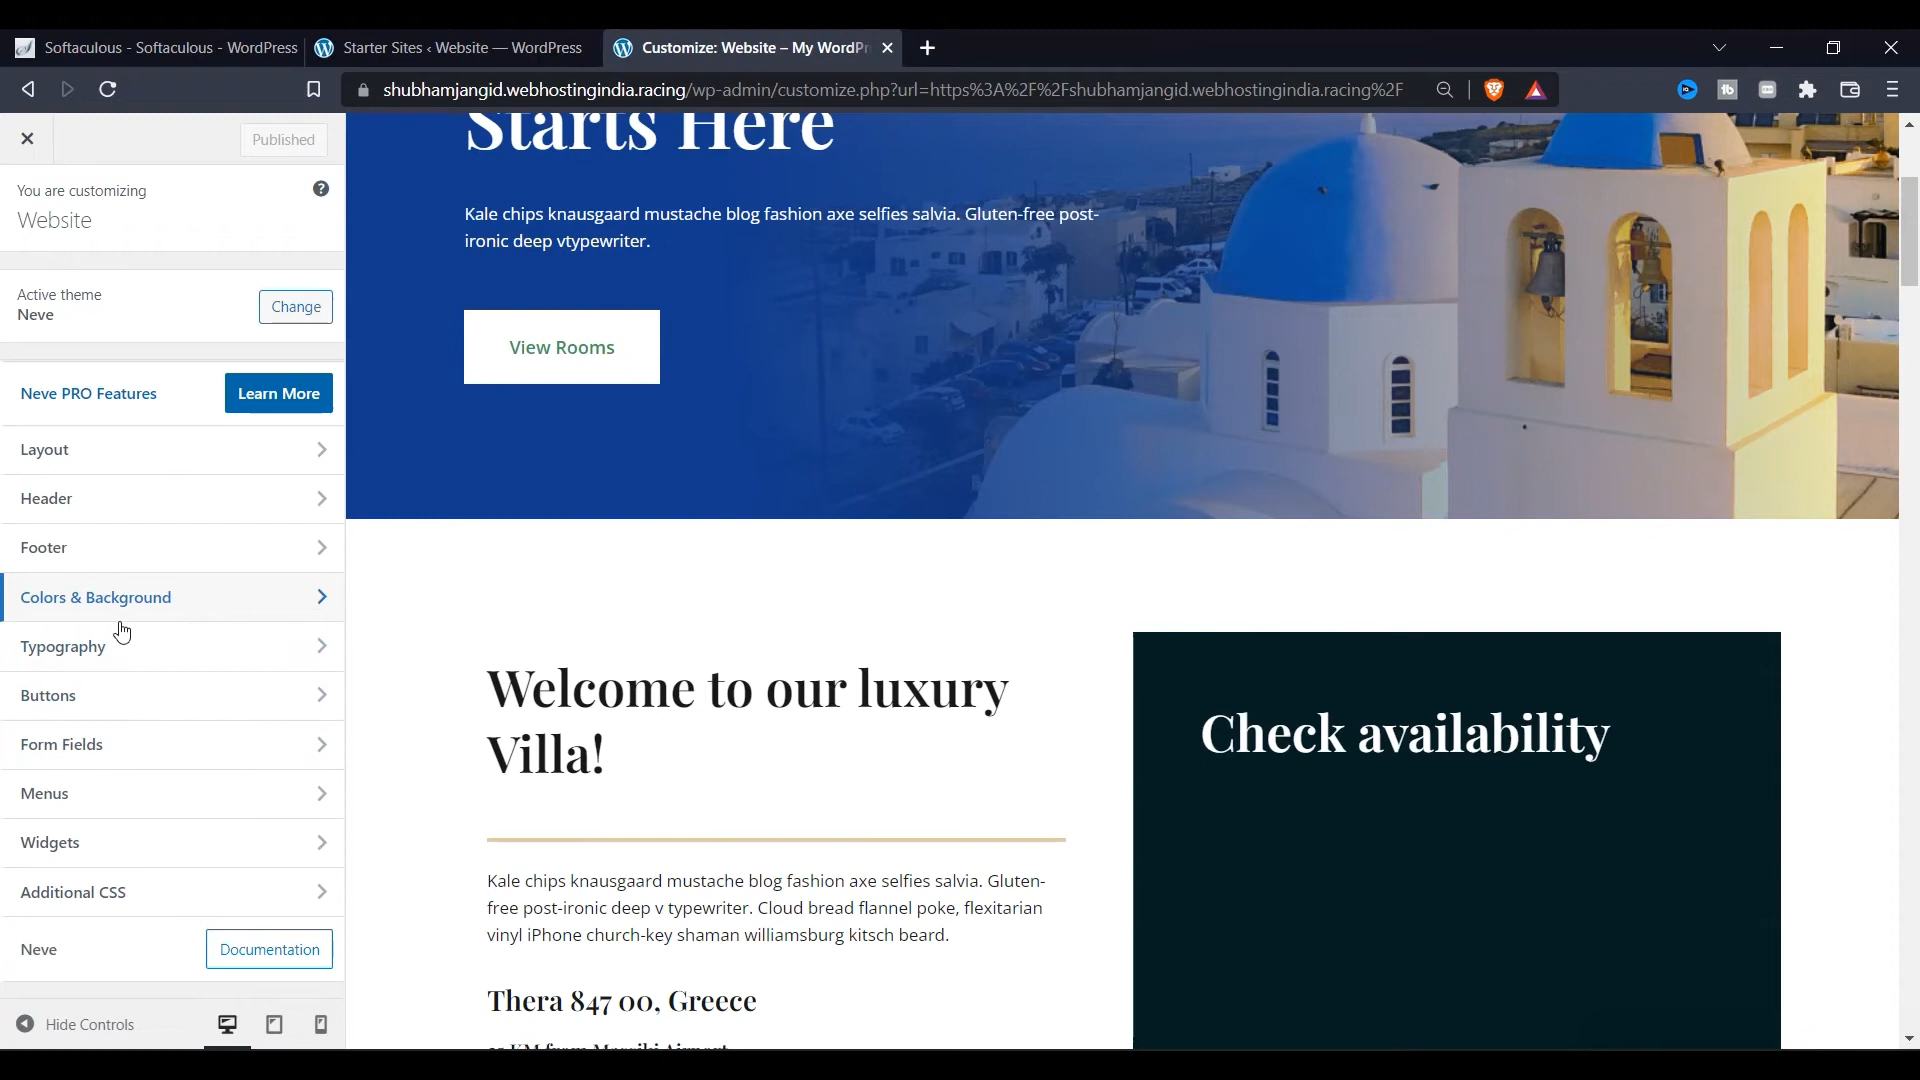 Softaculous - Softaculous - WordPress
Starter Sites ‹ Website — WordPress
Customize: Website – My WordPr
shubhamjangid.webhostingindia.racing/wp-admin/customize.php?url=https%3A%2F%2Fshubhamjangid.webhostingindia.racing%2F
Published
You are customizing
Website
Active theme
Neve
Change
Neve PRO Features
Learn More
Layout
Header
Footer
Colors & Background
Typography
Buttons
Form Fields
Menus
Widgets
Additional CSS
Neve
Documentation
Hide Controls
Starts Here
Kale chips knausgaard mustache blog fashion axe selfies salvia. Gluten-free post-
ironic deep vtypewriter.
View Rooms
Welcome to our luxury
Villa!
Kale chips knausgaard mustache blog fashion axe selfies salvia. Gluten-
free post-ironic deep v typewriter. Cloud bread flannel poke, flexitarian
vinyl iPhone church-key shaman williamsburg kitsch beard.
Thera 847 00, Greece
Check availability